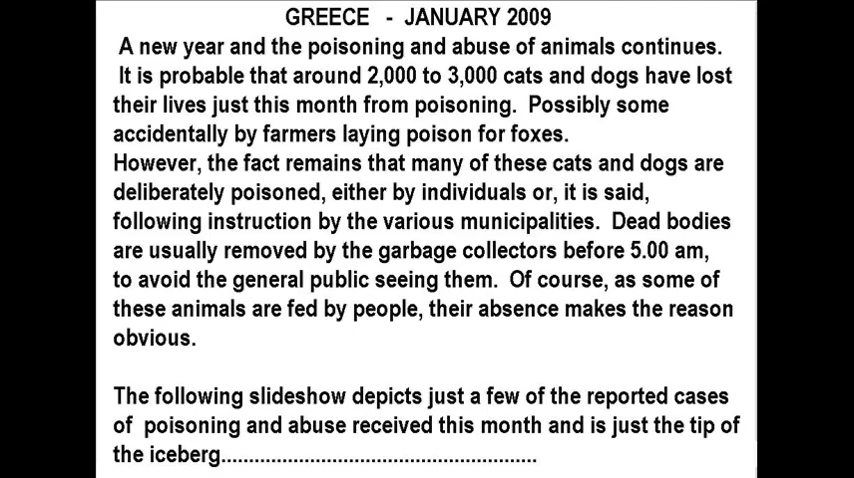 GREECE - JANUARY 2009
A new year and the poisoning and abuse of animals continues.
It is probable that around 2,000 to 3,000 cats and dogs have lost
their lives just this month from poisoning. Possibly some
accidentally by farmers laying poison for foxes.
However, the fact remains that many of these cats and dogs are
deliberately poisoned, either by individuals or, it is said,
following instruction by the various municipalities. Dead bodies
are usually removed by the garbage collectors before 5.00 am,
to avoid the general public seeing them. Of course, as some of
these animals are fed by people, their absence makes the reason
obvious.
The following slideshow depicts just a few of the reported cases
of poisoning and abuse received this month and is just the tip of
the iceberg.........................................................